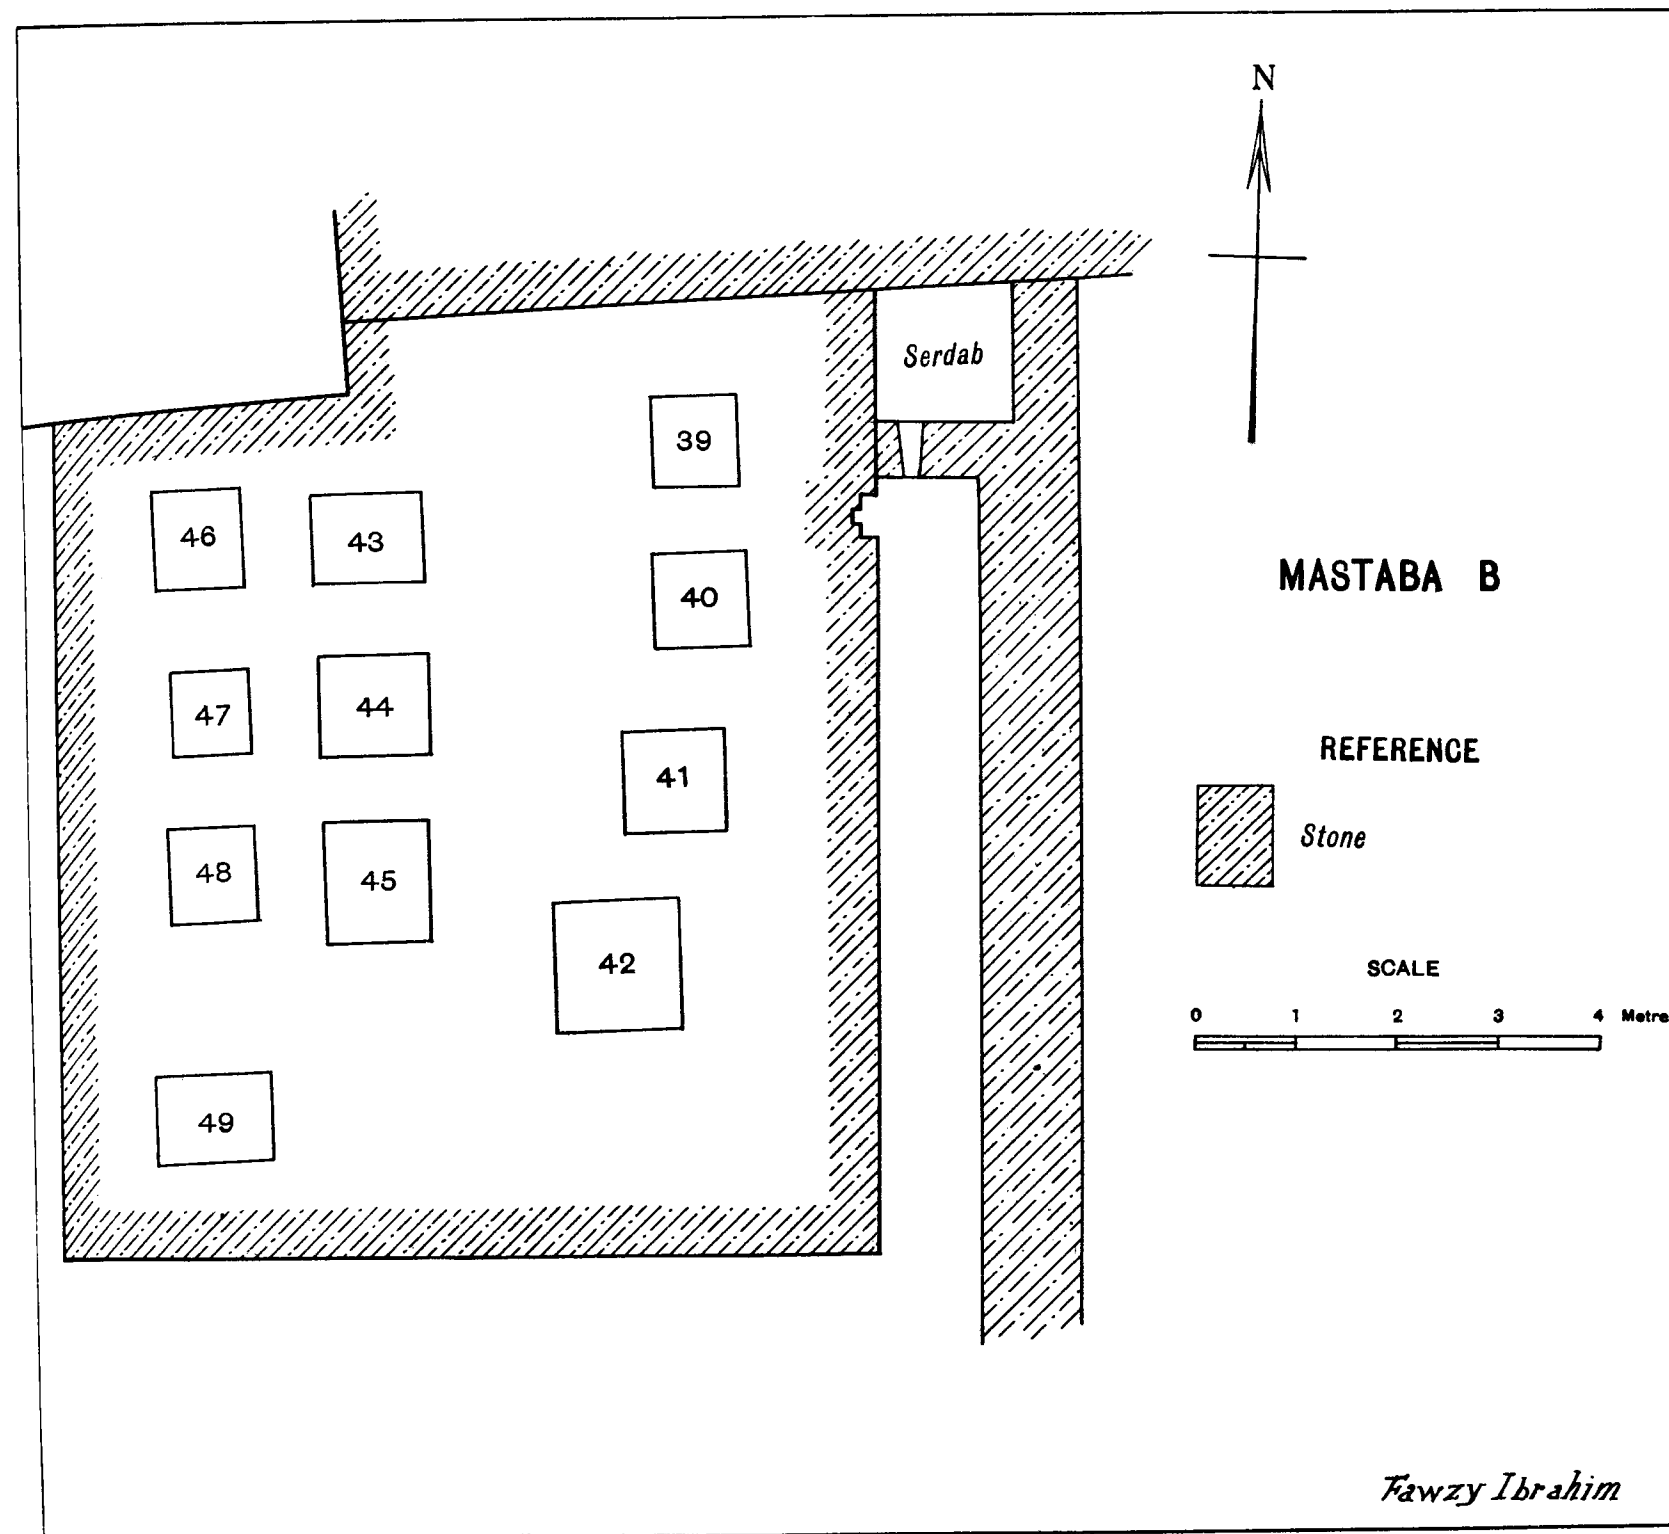 N
Serdab
39
46
43
40
MASTABA B
47
44
REFERENCE
41
Stone
48
45
42
SCALE
0 1 2 3 4 Metre
49
Fawzy Ibrahim